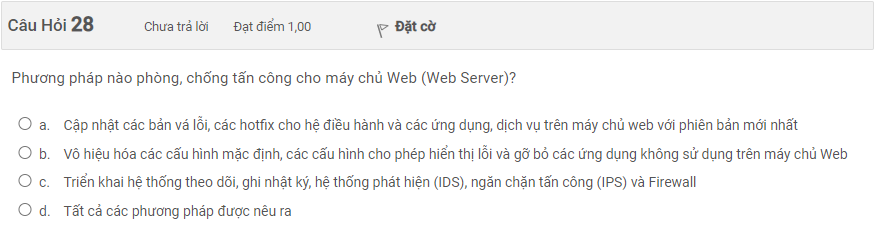 Câu Hỏi 28 Chưa trả lời Đạt điểm 1,00 Đặt cờ
Phương pháp nào phòng, chống tấn công cho máy chủ Web (Web Server)?
a. Cập nhật các bản vá lỗi, các hotfix cho hệ điều hành và các ứng dụng, dịch vụ trên máy chủ web với phiên bản mới nhất
b. Vô hiệu hóa các cấu hình mặc định, các cấu hình cho phép hiển thị lỗi và gỡ bỏ các ứng dụng không sử dụng trên máy chủ Web
c. Triển khai hệ thống theo dõi, ghi nhật ký, hệ thống phát hiện (IDS), ngăn chặn tấn công (IPS) và Firewall
d. Tất cả các phương pháp được nêu ra